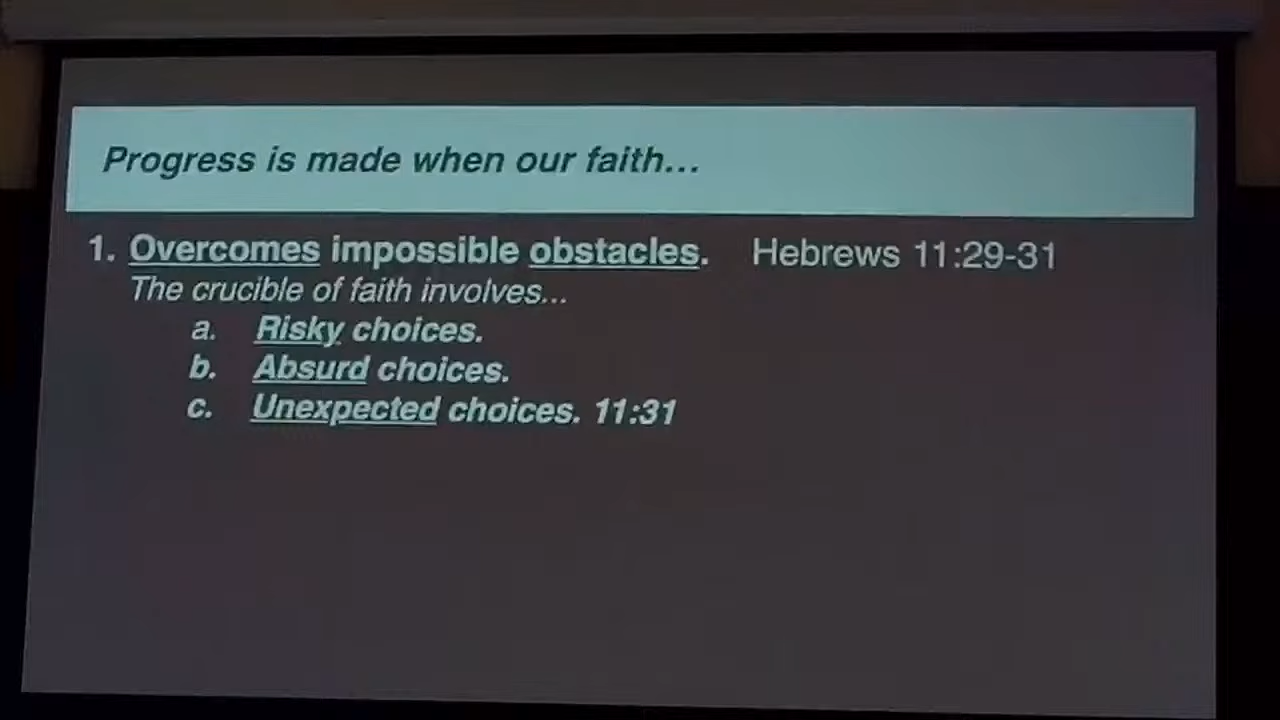 Progress is made when our faith...
1. Overcomes impossible obstacles. Hebrews 11:29-31
The crucible of faith involves...
a. Risky choices.
b. Absurd choices.
c. Unexpected choices. 11:31